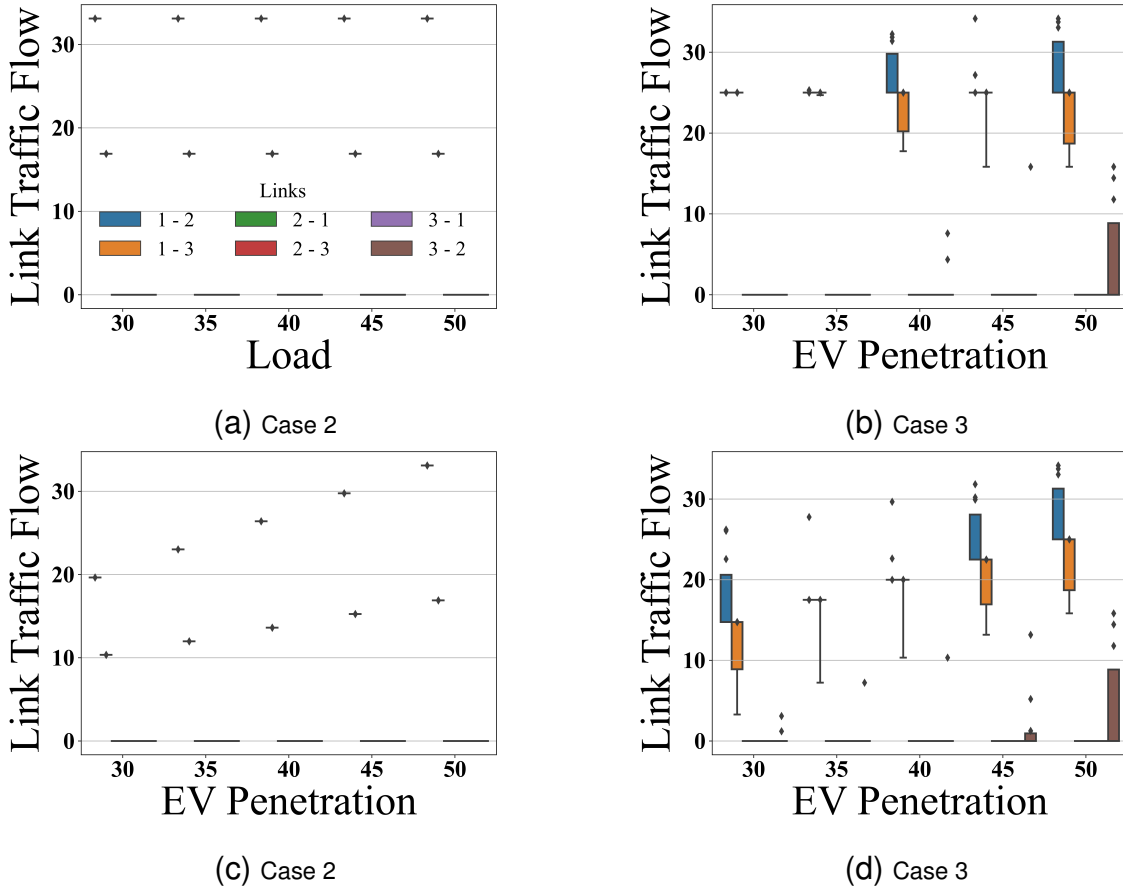 Link Traffic Flow
30
20
10
0
Links
1 - 2
2 - 1
3 - 1
1 - 3
2 - 3
3 - 2
30 35 40 45 50
Load
(a) Case 2
Link Traffic Flow
30
20
10
0
30 35 40 45 50
EV Penetration
(b) Case 3
Link Traffic Flow
30
20
10
0
30 35 40 45 50
EV Penetration
(c) Case 2
Link Traffic Flow
30
20
10
0
30 35 40 45 50
EV Penetration
(d) Case 3